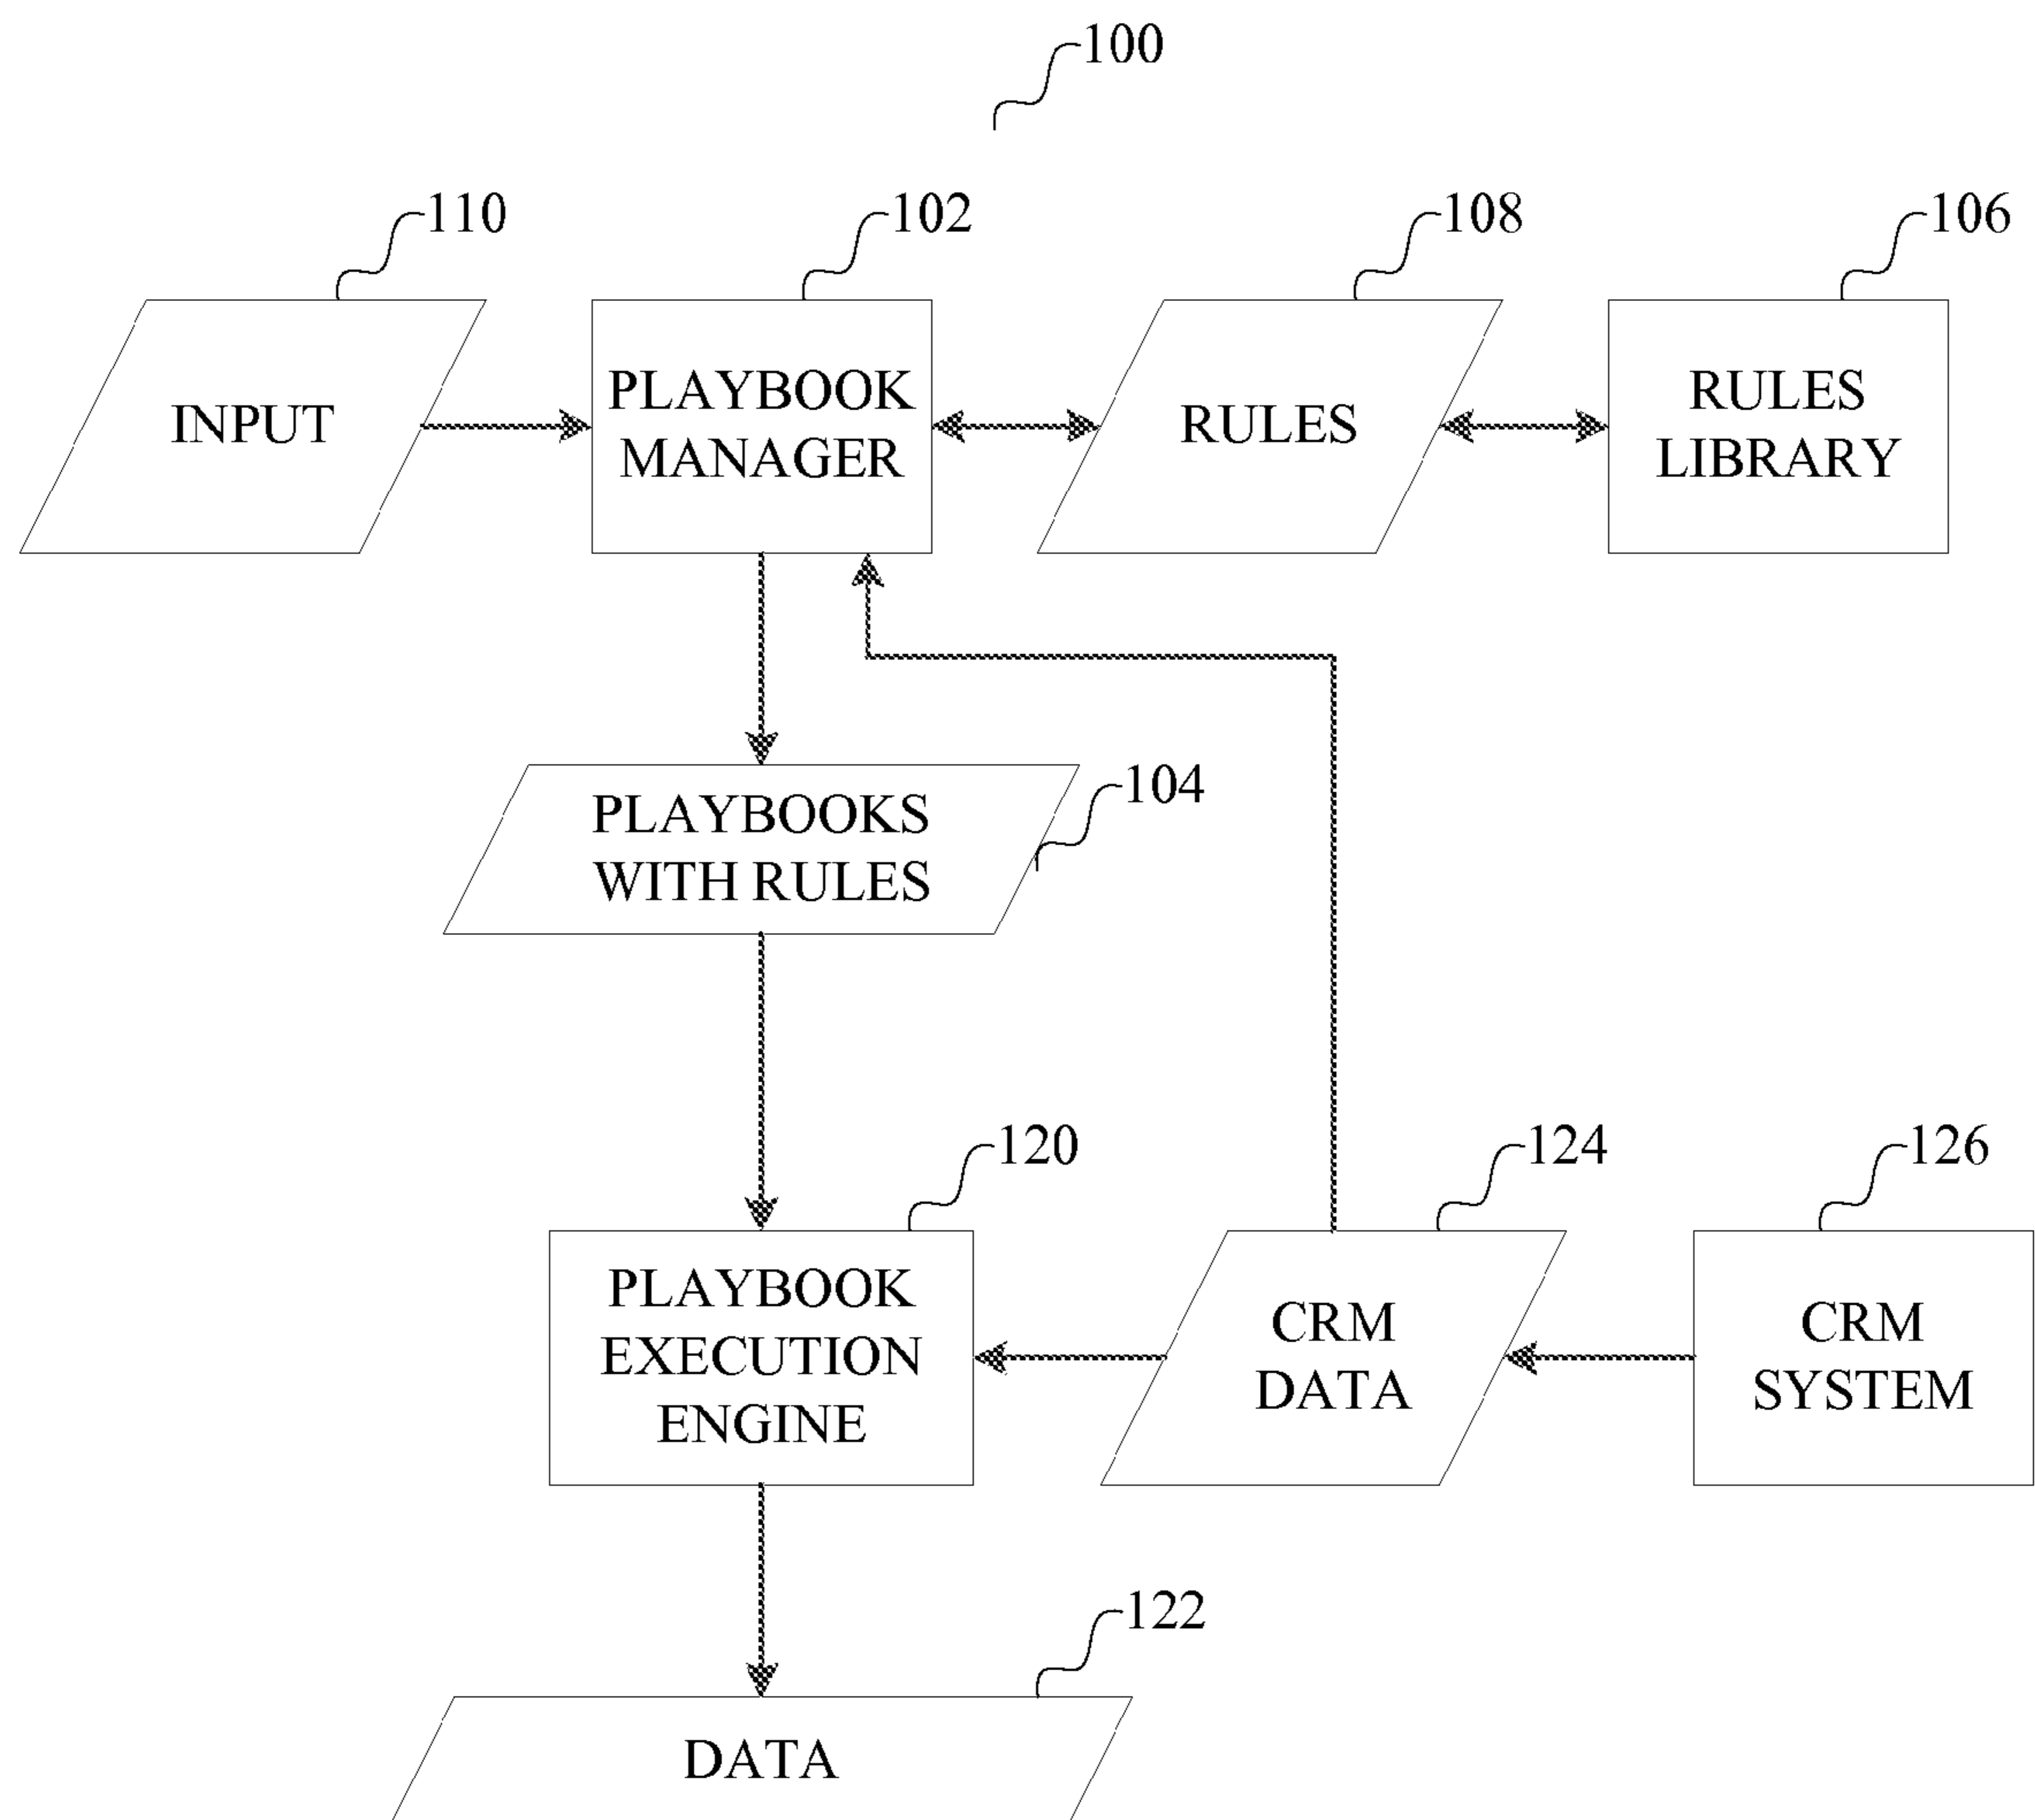 100
110
102
108
106
INPUT
PLAYBOOK
MANAGER
RULES
RULES
LIBRARY
104
PLAYBOOKS
WITH RULES
120
124
126
PLAYBOOK
EXECUTION
ENGINE
CRM
DATA
CRM
SYSTEM
122
DATA